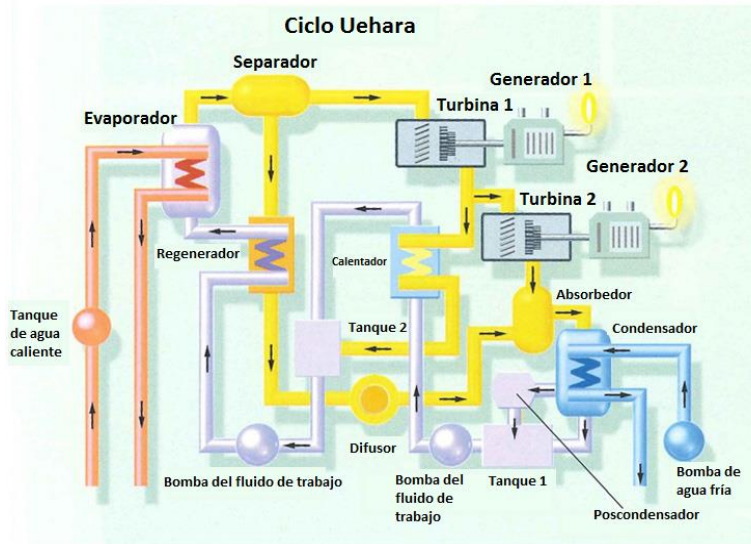 Ciclo Uehara
Separador
Generador 1
Turbina 1
Evaporador
Generador 2
Turbina 2
Regenerador
Calentador
Absorbedor
Tanque
de agua
caliente
Tanque 2
Condensador
Difusor
Bomba del fluido de trabajo
Bomba del
fluido de
trabajo
Tanque 1
Bomba de
agua fría
Poscondensador